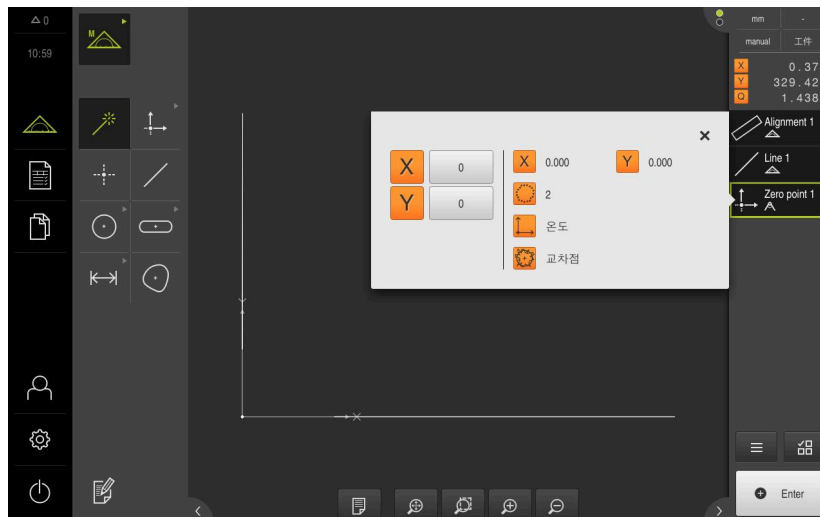 0
10:59
M
mm -
manual 工件
X 0.37
Y 329.42
Q 1.438
Alignment 1
Line 1
Zero point 1
X 0
Y 0
X 0.000 Y 0.000
2
온도
교차점
Y
X
Enter